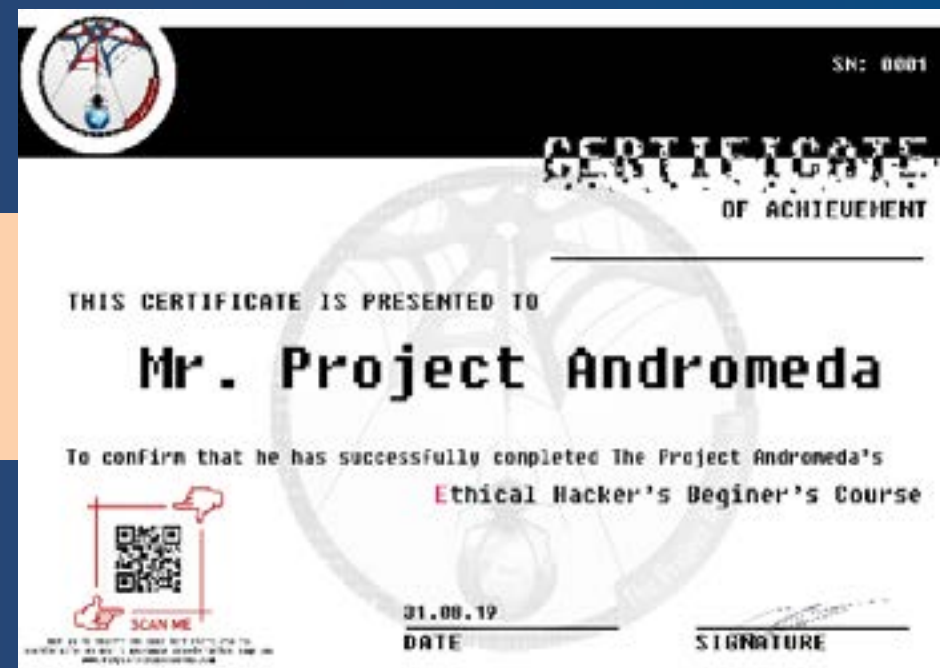 SN: 0001
CERTIFICATE
OF ACHIEVEMENT
THIS CERTIFICATE IS PRESENTED TO
Mr. Project Andromeda
To confirm that he has successfully completed The Project Andromeda's
Ethical Hacker's Beginer's Course
SCAN ME
31.08.19
DATE
SIGNATURE